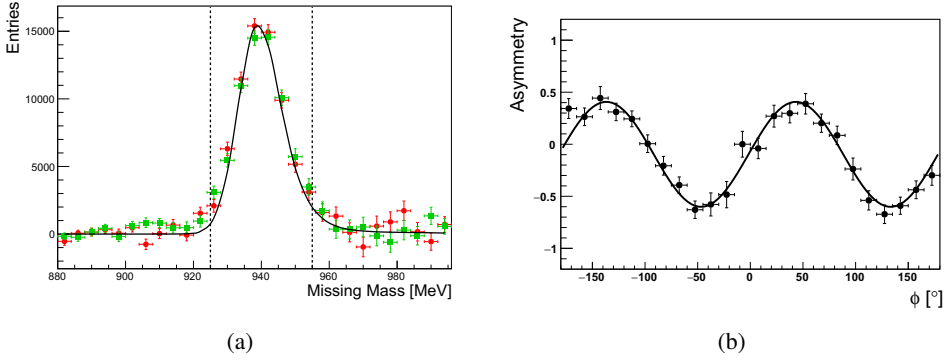 Entries
15000
10000
5000
0
880 900 920 940 960 980
Missing Mass [MeV]
(a)
Asymmetry
1
0.5
0
−0.5
−1
−150 −100 −50 0 50 100 150
ϕ [°]
(b)